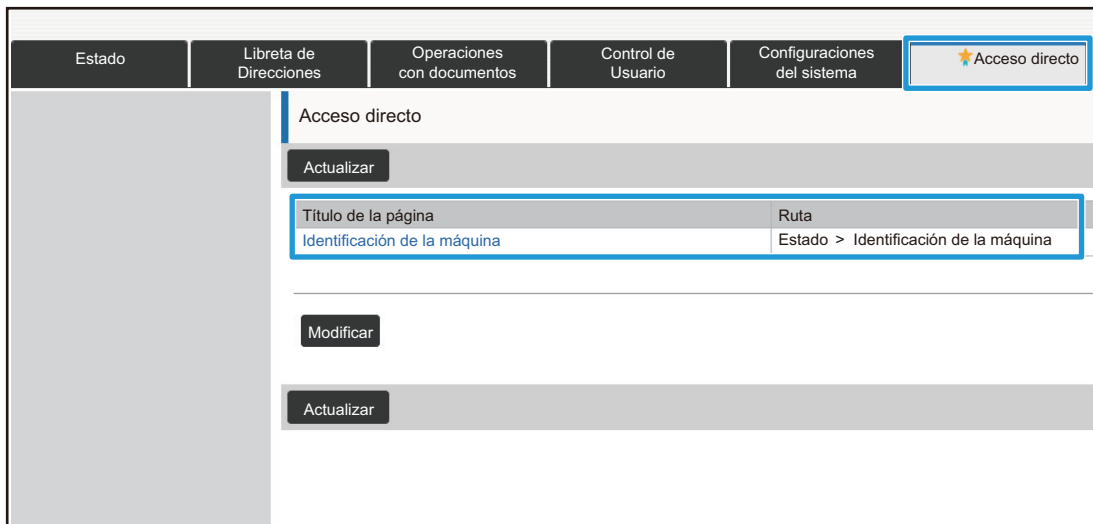 Estado
Libreta de
Direcciones
Operaciones
con documentos
Control de
Usuario
Configuraciones
del sistema
Acceso directo
Acceso directo
Actualizar
Título de la página
Ruta
Identificación de la máquina
Estado > Identificación de la máquina
Modificar
Actualizar